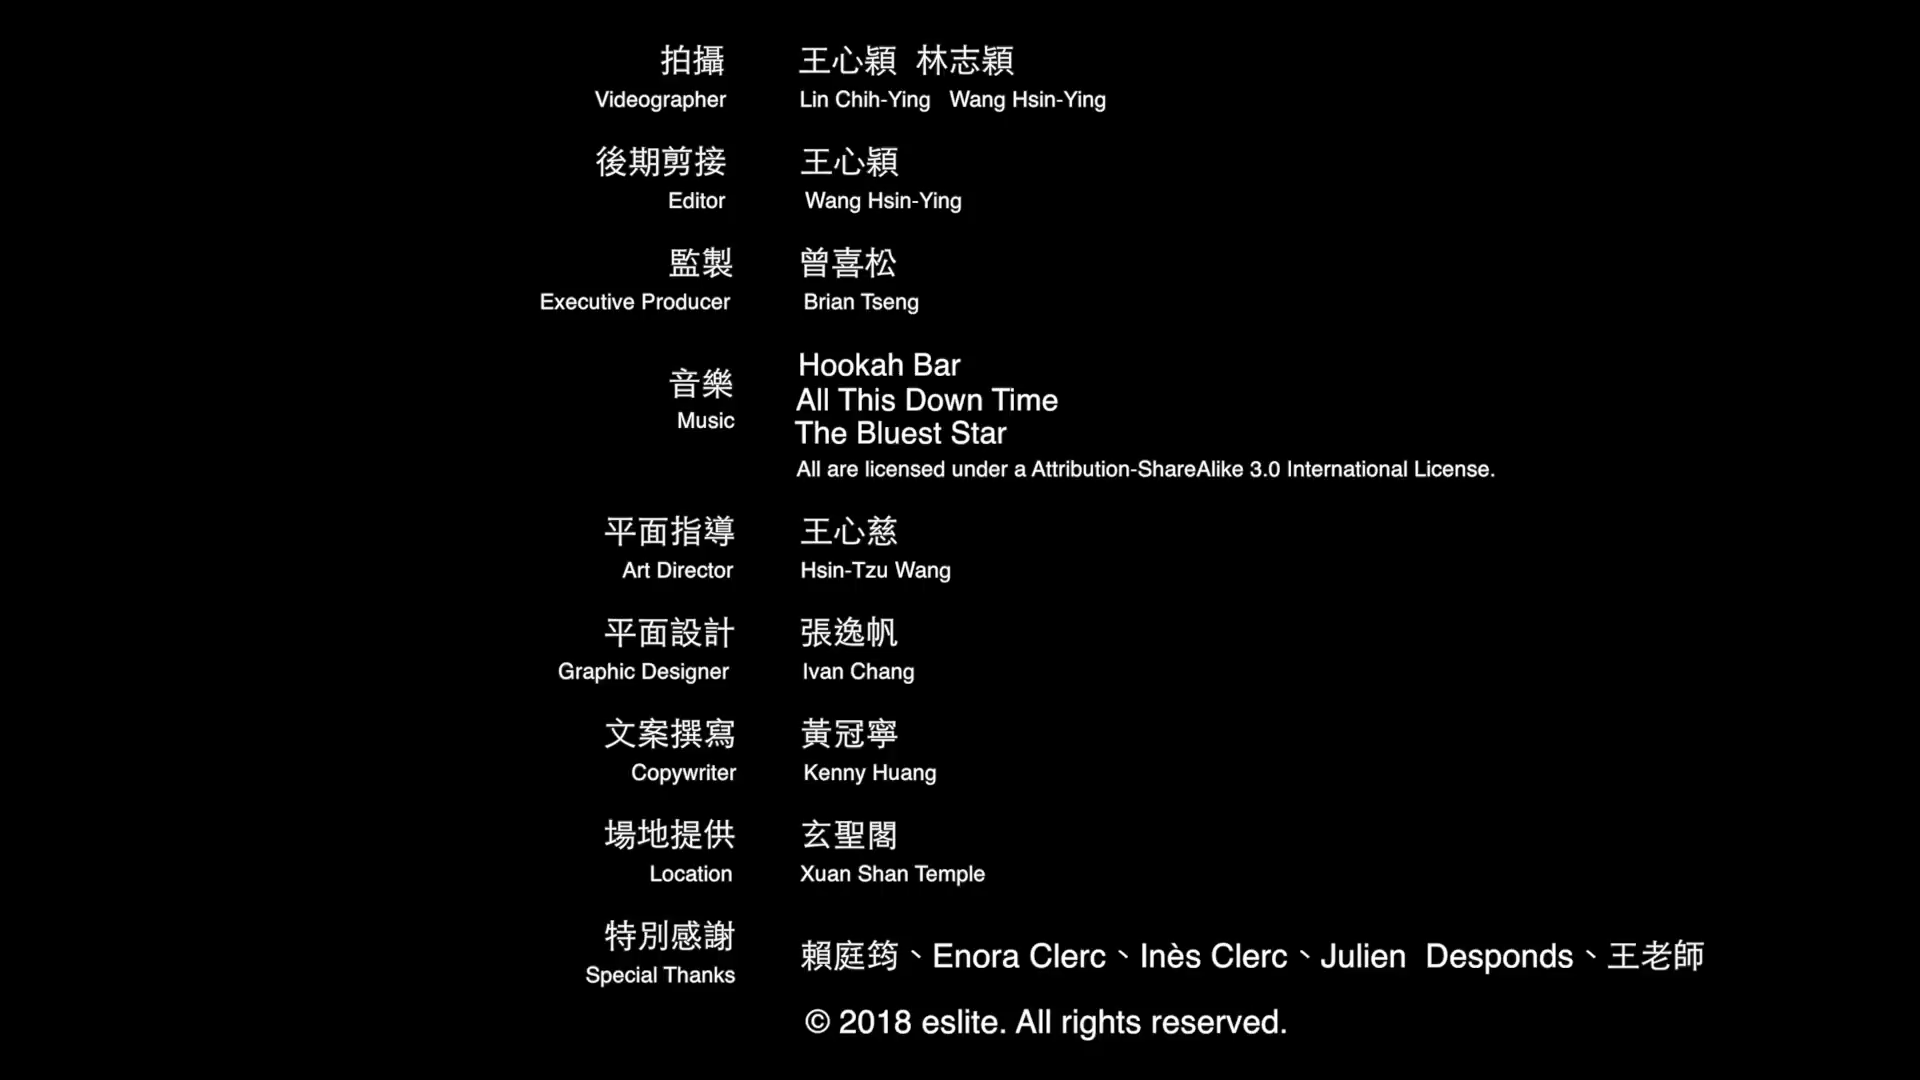 拍攝 王心穎 林志穎
Videographer Lin Chih-Ying Wang Hsin-Ying
後期剪接 王心穎
Editor Wang Hsin-Ying
監製 曾喜松
Executive Producer Brian Tseng
音樂 Music
Hookah Bar
All This Down Time
The Bluest Star
All are licensed under a Attribution-ShareAlike 3.0 International License.
平面指導 王心慈
Art Director Hsin-Tzu Wang
平面設計 張逸帆
Graphic Designer Ivan Chang
文案撰寫 黃冠寧
Copywriter Kenny Huang
場地提供 玄聖閣
Location Xuan Shan Temple
特別感謝
Special Thanks
賴庭筠、Enora Clerc、Inès Clerc、Julien Desponds、王老師
© 2018 eslite. All rights reserved.